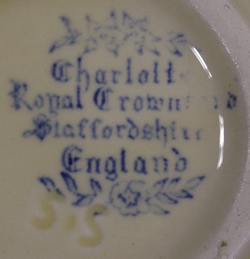 Charlotte
Royal Crownford
Staffordshire
England
S.S